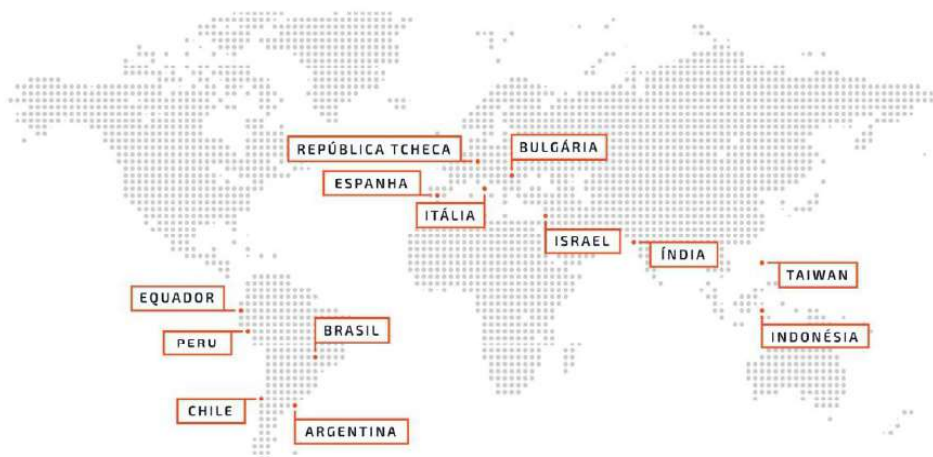 REPÚBLICA TCHECA
BULGÁRIA
ESPANHA
ITÁLIA
ISRAEL
ÍNDIA
TAIWAN
EQUADOR
PERU
BRASIL
INDONÉSIA
CHILE
ARGENTINA